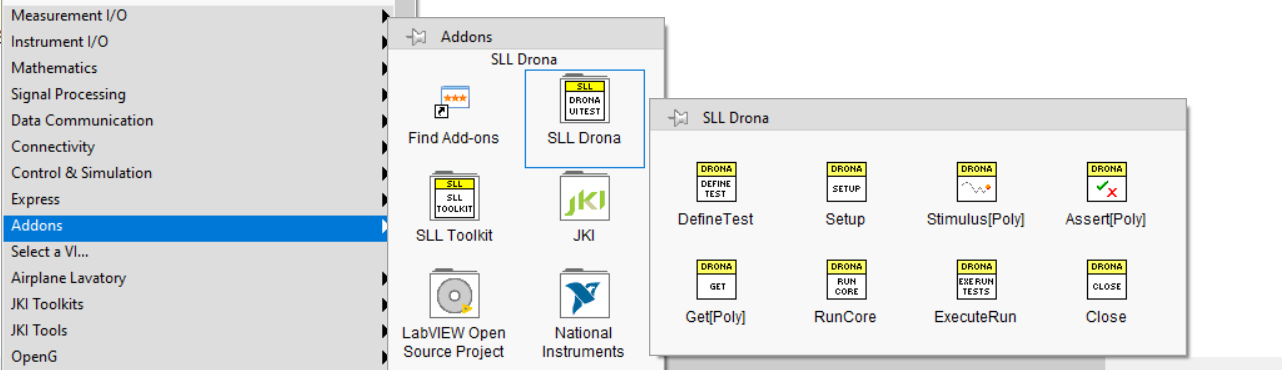 Measurement I/O
Instrument I/O
Mathematics
Signal Processing
Data Communication
Connectivity
Control & Simulation
Express
Addons
Select a VI...
Airplane Lavatory
JKI Toolkits
JKI Tools
OpenG
Addons
SLL Drona
Find Add-ons
SLL
DRONA
UI TEST
SLL Drona
SLL
SLL
TOOLKIT
SLL Toolkit
JKI
JKI
LabVIEW Open
Source Project
National
Instruments
SLL Drona
DRONA
DEFINE
TEST
DefineTest
DRONA
SETUP
Setup
DRONA
Stimulus[Poly]
DRONA
Assert[Poly]
DRONA
GET
Get[Poly]
DRONA
RUN
CORE
RunCore
DRONA
EXE RUN
TESTS
ExecuteRun
DRONA
CLOSE
Close